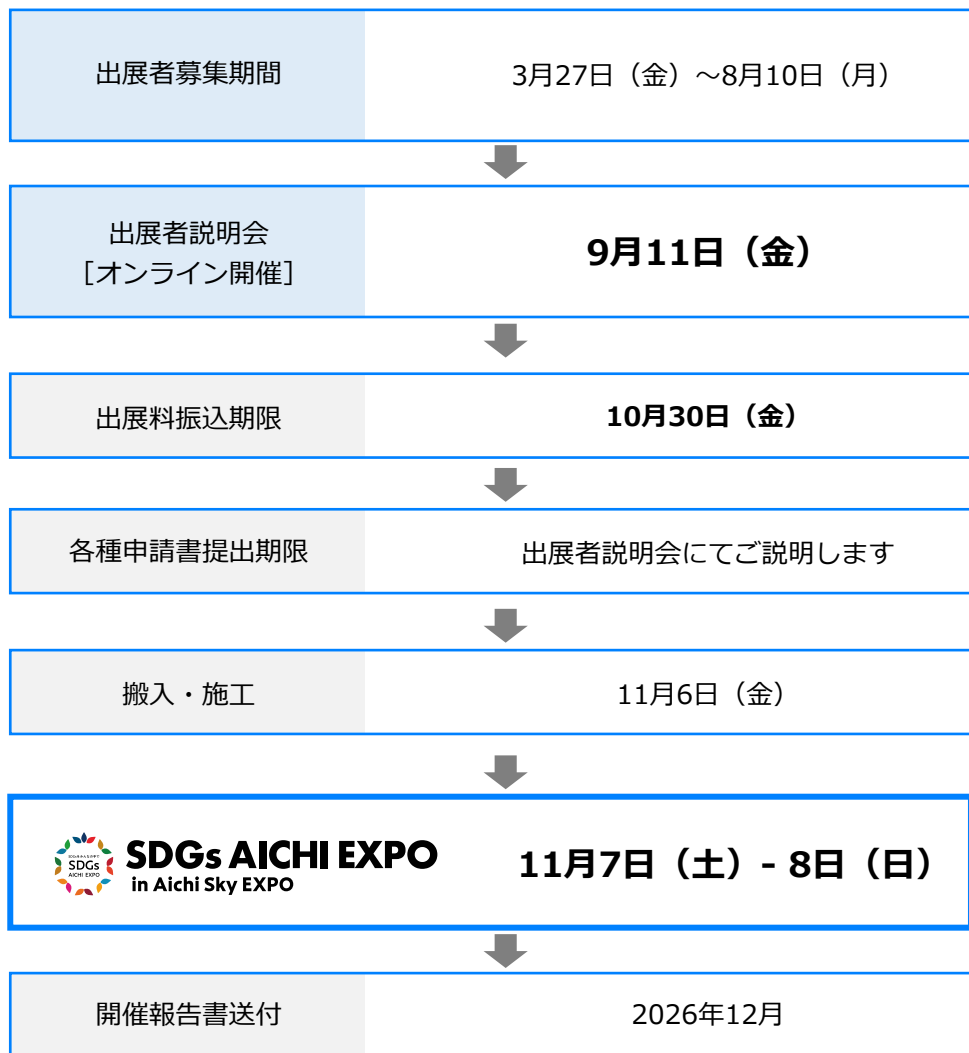 出展者募集期間
3月27日（金）～8月10日（月）
出展者説明会
［オンライン開催］
9月11日（金）
出展料振込期限
10月30日（金）
各種申請書提出期限
出展者説明会にてご説明します
搬入・施工
11月6日（金）
SDGs
AICHI EXPO
SDGs AICHI EXPO
in Aichi Sky EXPO
11月7日（土）- 8日（日）
開催報告書送付
2026年12月